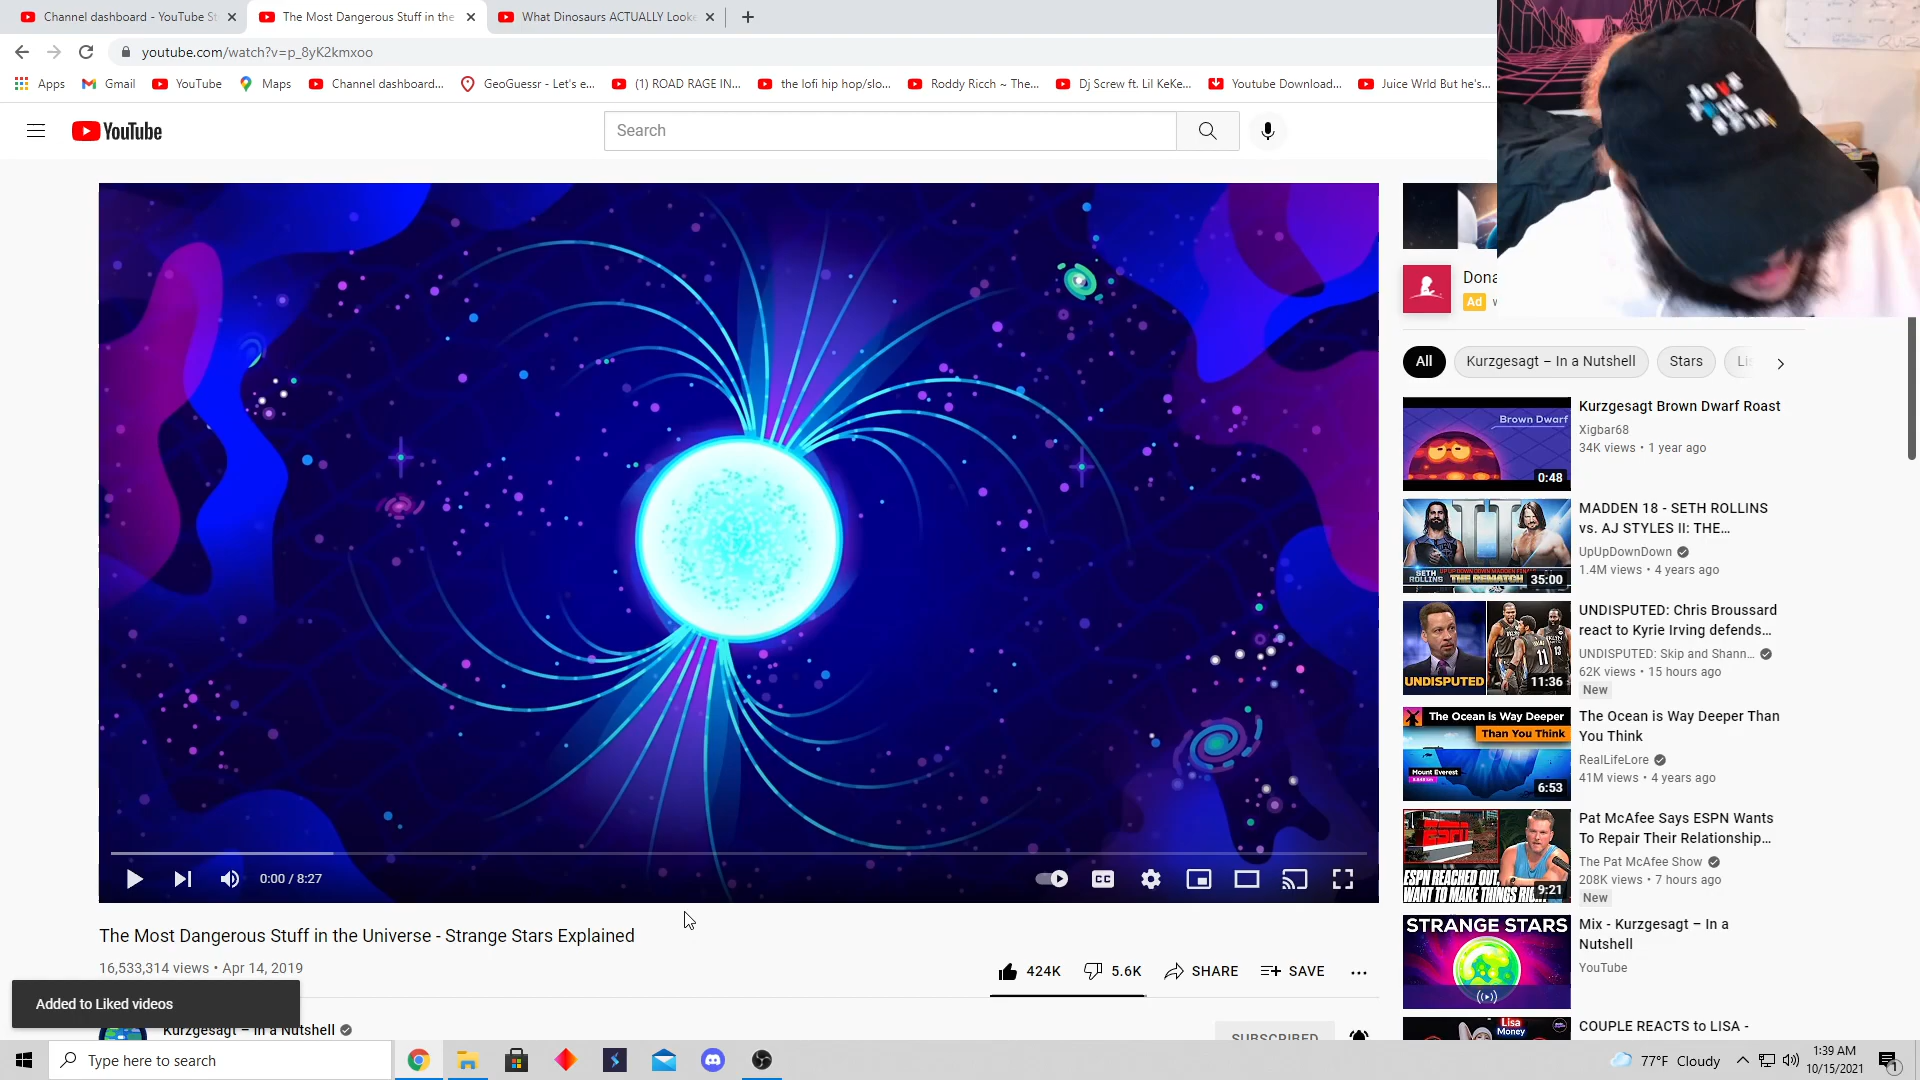 Channel dashboard - YouTube St
The Most Dangerous Stuff in the
What Dinosaurs ACTUALLY Looke
youtube.com/watch?v=p_8yK2kmxoo
Apps
Gmail
YouTube
Maps
Channel dashboard...
GeoGuessr - Let's e...
(1) ROAD RAGE IN...
the lofi hip hop/slo...
Roddy Ricch ~ The...
Dj Screw ft. Lil KeKe...
Youtube Download...
Juice Wrld But he's...
YouTube
Search
Dona
Ad w
All
Kurzgesagt – In a Nutshell
Stars
Li
Brown Dwarf
0:48
Kurzgesagt Brown Dwarf Roast
Xigbar68
34K views • 1 year ago
SETH
ROLLINS
THE REMATCH
35:00
MADDEN 18 - SETH ROLLINS
vs. AJ STYLES II: THE...
UpUpDownDown
1.4M views • 4 years ago
UNDISPUTED
11
13
11:36
UNDISPUTED: Chris Broussard
react to Kyrie Irving defends...
UNDISPUTED: Skip and Shann...
62K views • 15 hours ago
New
The Ocean is Way Deeper
Than You Think
Mount Everest
6:53
The Ocean is Way Deeper Than
You Think
RealLifeLore
41M views • 4 years ago
ESPN REACHED OUT,
WANT TO MAKE THINGS
9:21
Pat McAfee Says ESPN Wants
To Repair Their Relationship...
The Pat McAfee Show
208K views • 7 hours ago
New
STRANGE STARS
Mix - Kurzgesagt – In a
Nutshell
YouTube
Lisa
Money
COUPLE REACTS to LISA -
0:00 / 8:27
CC
The Most Dangerous Stuff in the Universe - Strange Stars Explained
16,533,314 views • Apr 14, 2019
424K
5.6K
SHARE
SAVE
Added to Liked videos
Kurzgesagt – In a Nutshell
SUBSCRIBED
Type here to search
77°F Cloudy
1:39 AM
10/15/2021
1